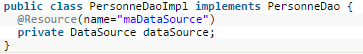 public class PersonneDaoImpl implements PersonneDao {
@Resource(name="maDataSource")
private DataSource dataSource;
}